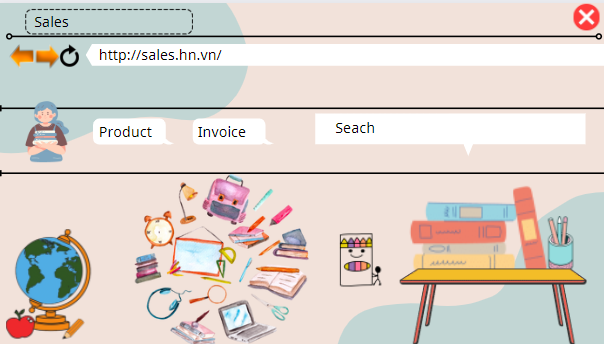 Sales
http://sales.hn.vn/
Product
Invoice
Seach